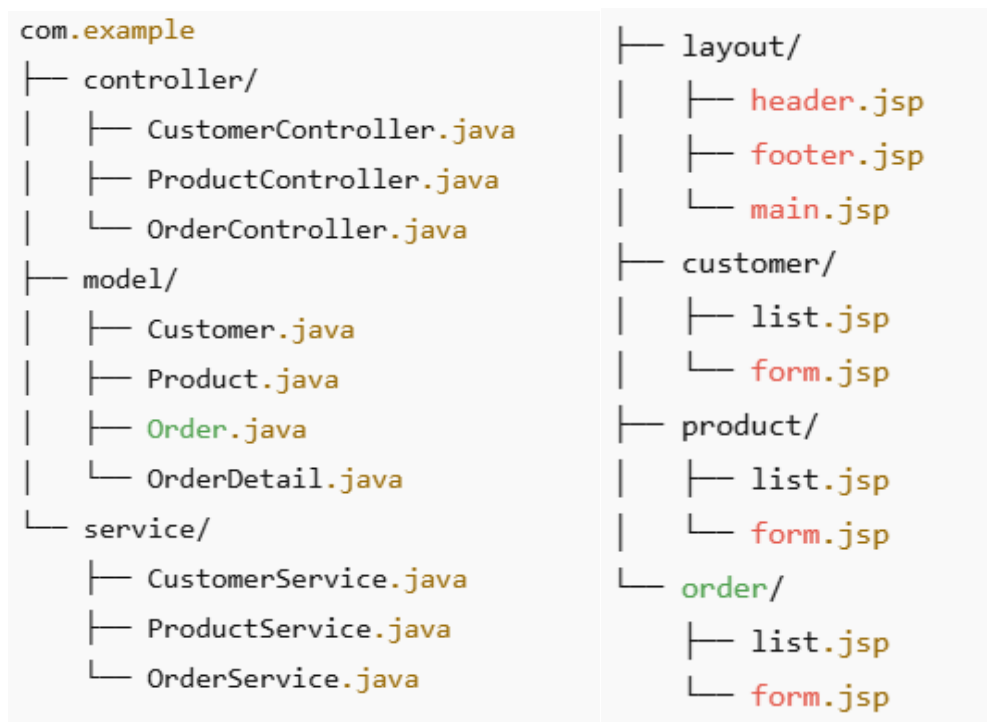 com.example
├── controller/
│   ├── CustomerController.java
│   ├── ProductController.java
│   └── OrderController.java
├── model/
│   ├── Customer.java
│   ├── Product.java
│   ├── Order.java
│   └── OrderDetail.java
└── service/
    ├── CustomerService.java
    ├── ProductService.java
    └── OrderService.java
├── layout/
│   ├── header.jsp
│   ├── footer.jsp
│   └── main.jsp
├── customer/
│   ├── list.jsp
│   └── form.jsp
├── product/
│   ├── list.jsp
│   └── form.jsp
└── order/
    ├── list.jsp
    └── form.jsp